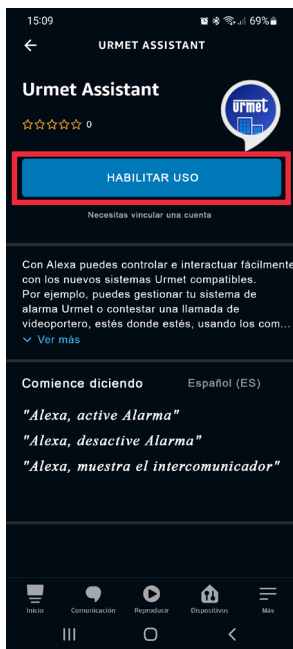 15:09
69%
URMET ASSISTANT
Urmet Assistant
urmet
0
HABILITAR USO
Necesitas vincular una cuenta
Con Alexa puedes controlar e interactuar fácilmente
con los nuevos sistemas Urmet compatibles.
Por ejemplo, puedes gestionar tu sistema de
alarma Urmet o contestar una llamada de
videoportero, estés donde estés, usando los com...
Ver más
Comience diciendo Español (ES)
"Alexa, active Alarma"
"Alexa, desactive Alarma"
"Alexa, muestra el intercomunicador"
Inicio Comunicación Reproducir Dispositivos Más